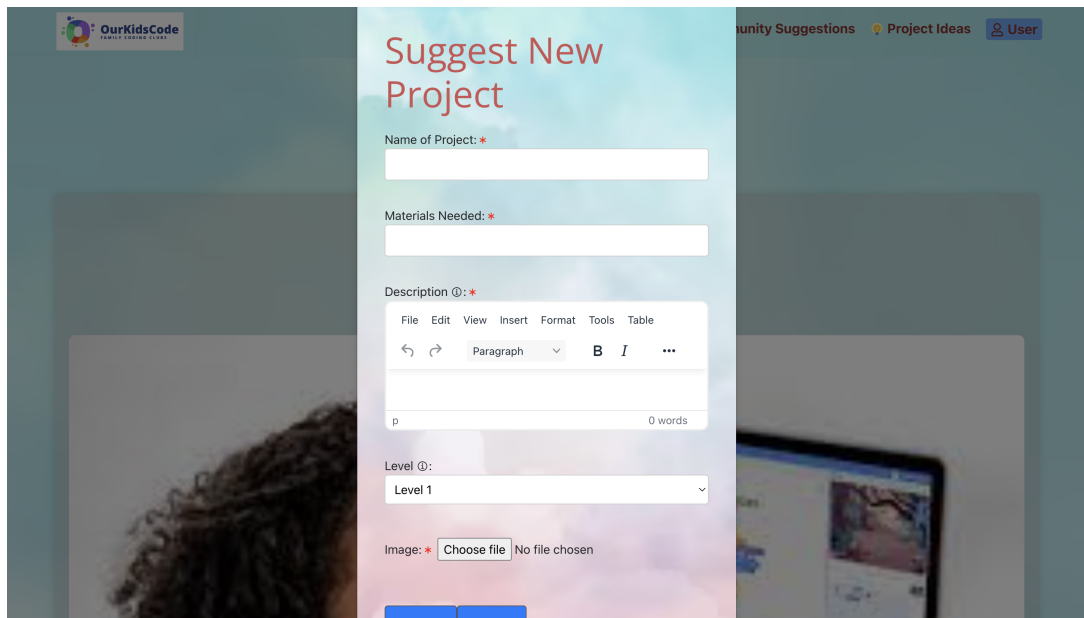 OurKidsCode
FAMILY CODING CLUBS
unity Suggestions
Project Ideas
User
Suggest New
Project
Name of Project: *
Materials Needed: *
Description ⓘ: *
File Edit View Insert Format Tools Table
Paragraph B I •••
p 0 words
Level ⓘ:
Level 1
Image: * Choose file No file chosen